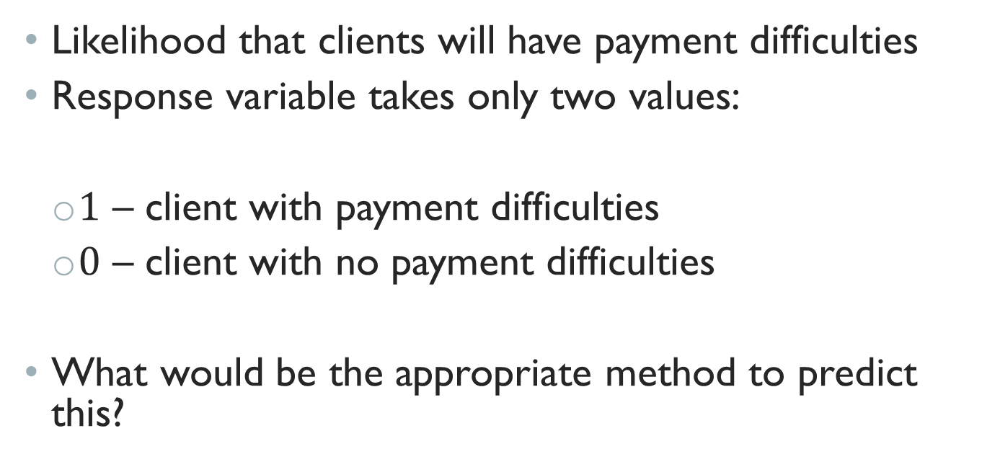 • Likelihood that clients will have payment difficulties
• Response variable takes only two values:
○ 1 – client with payment difficulties
○ 0 – client with no payment difficulties
• What would be the appropriate method to predict
this?